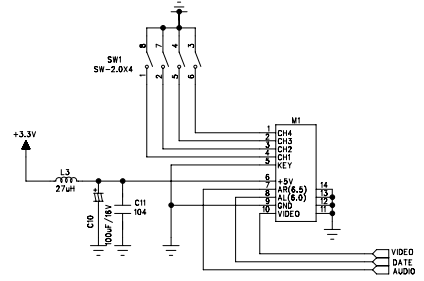 8 7 4 3
SW1
SW-2.0X4
1 2 5 6
M1
+3.3V
1 CH4
2 CH3
3 CH2
4 CH1
5 KEY
L3
27uH
6 +5V
7 AR(6.5) 14
8 AL(6.0) 13
9 GND 12
10 VIDEO 11
C10
100uF/16V
C11
104
VIDEO
DATE
AUDIO